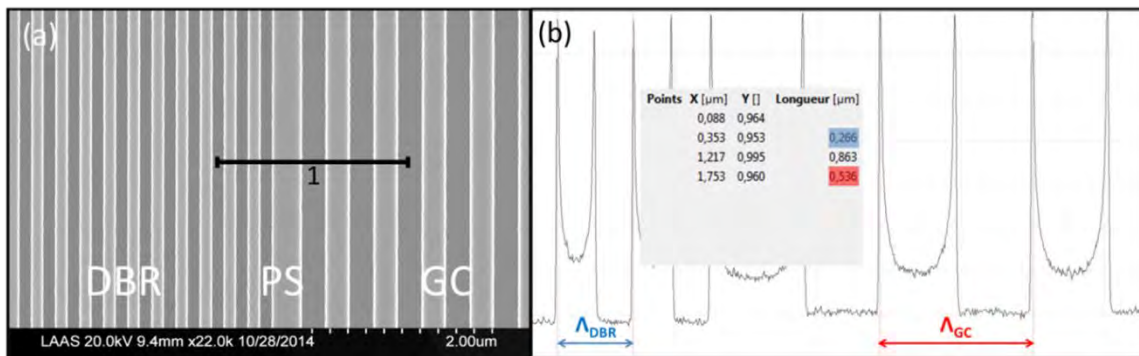 (a)
1
DBR PS GC
LAAS 20.0kV 9.4mm x22.0k 10/28/2014 2.00um
(b)
Points X [µm] Y [] Longueur [µm]
0,088 0,964
0,353 0,953 0,266
1,217 0,995 0,863
1,753 0,960 0,536
ΛDBR ΛGC